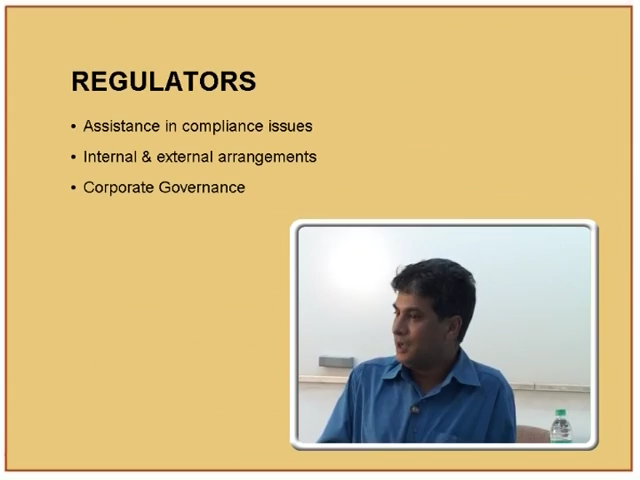 REGULATORS
• Assistance in compliance issues
• Internal & external arrangements
• Corporate Governance